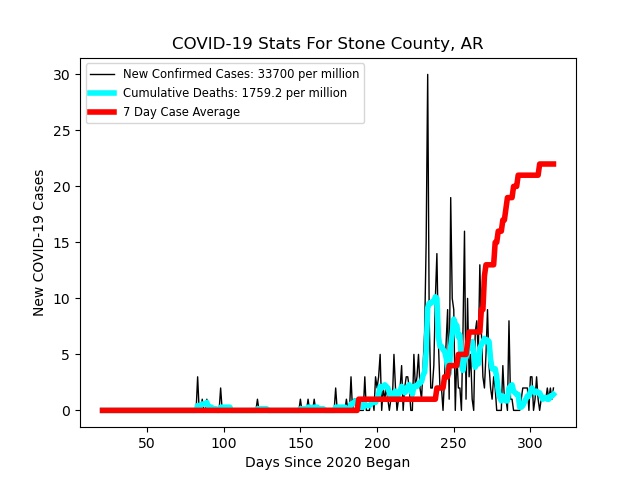 COVID-19 Stats For Stone County, AR
New Confirmed Cases: 33700 per million
Cumulative Deaths: 1759.2 per million
7 Day Case Average
New COVID-19 Cases
30
25
20
15
10
5
0
50 100 150 200 250 300
Days Since 2020 Began